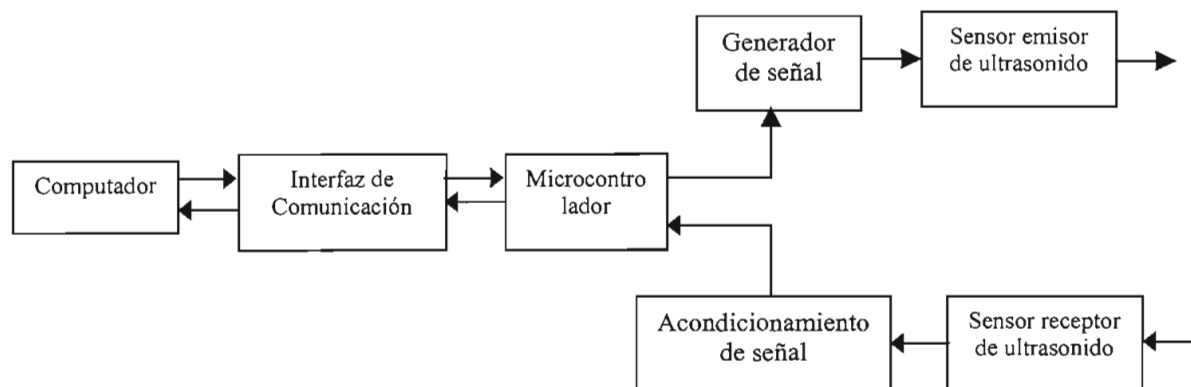 Generador
de señal
Sensor emisor
de ultrasonido
Computador
Interfaz de
Comunicación
Microcontro
lador
Acondicionamiento
de señal
Sensor receptor
de ultrasonido